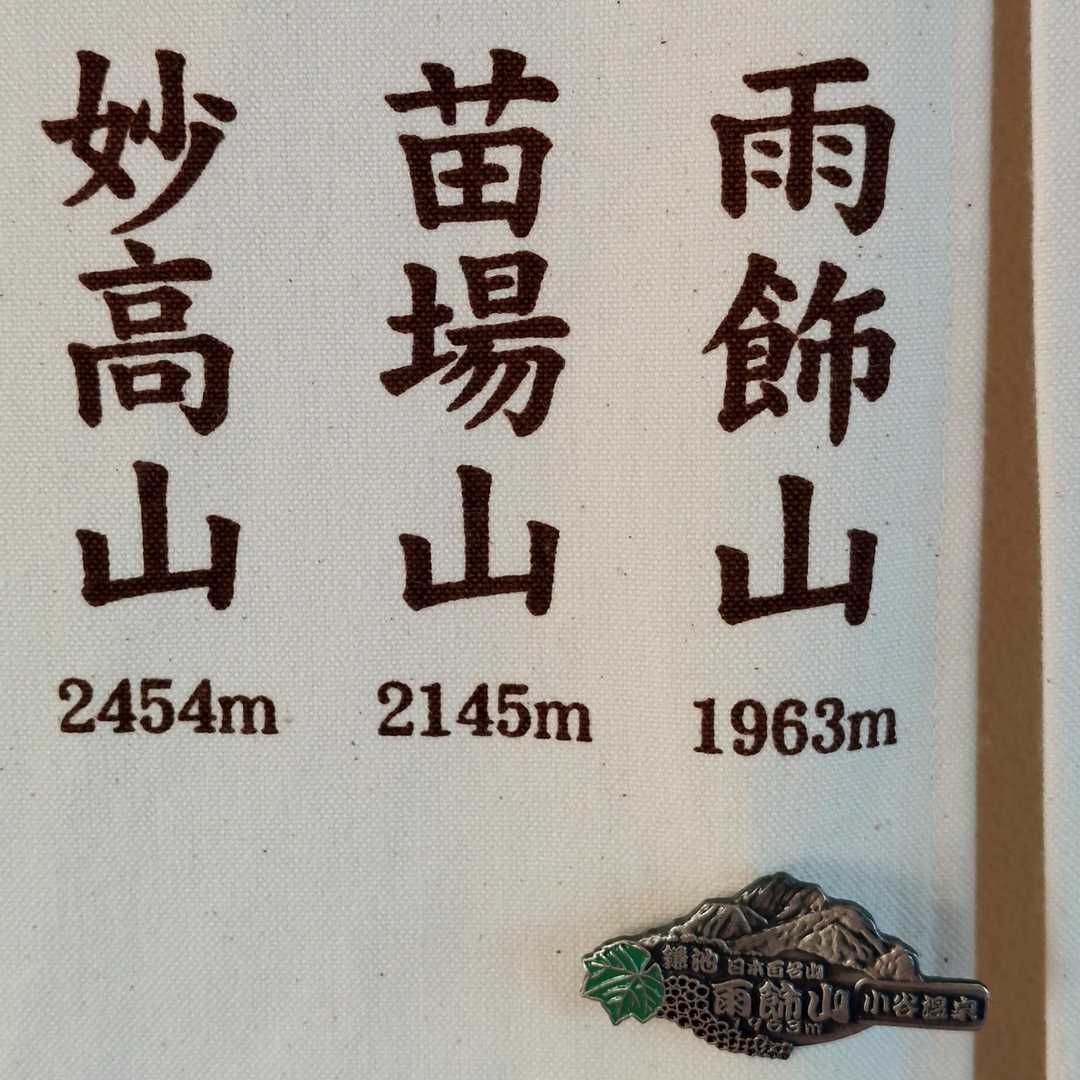 雨飾山
1963m
苗場山
2145m
妙高山
2454m
鎌池
日本百名山
雨飾山
1963m
小谷温泉